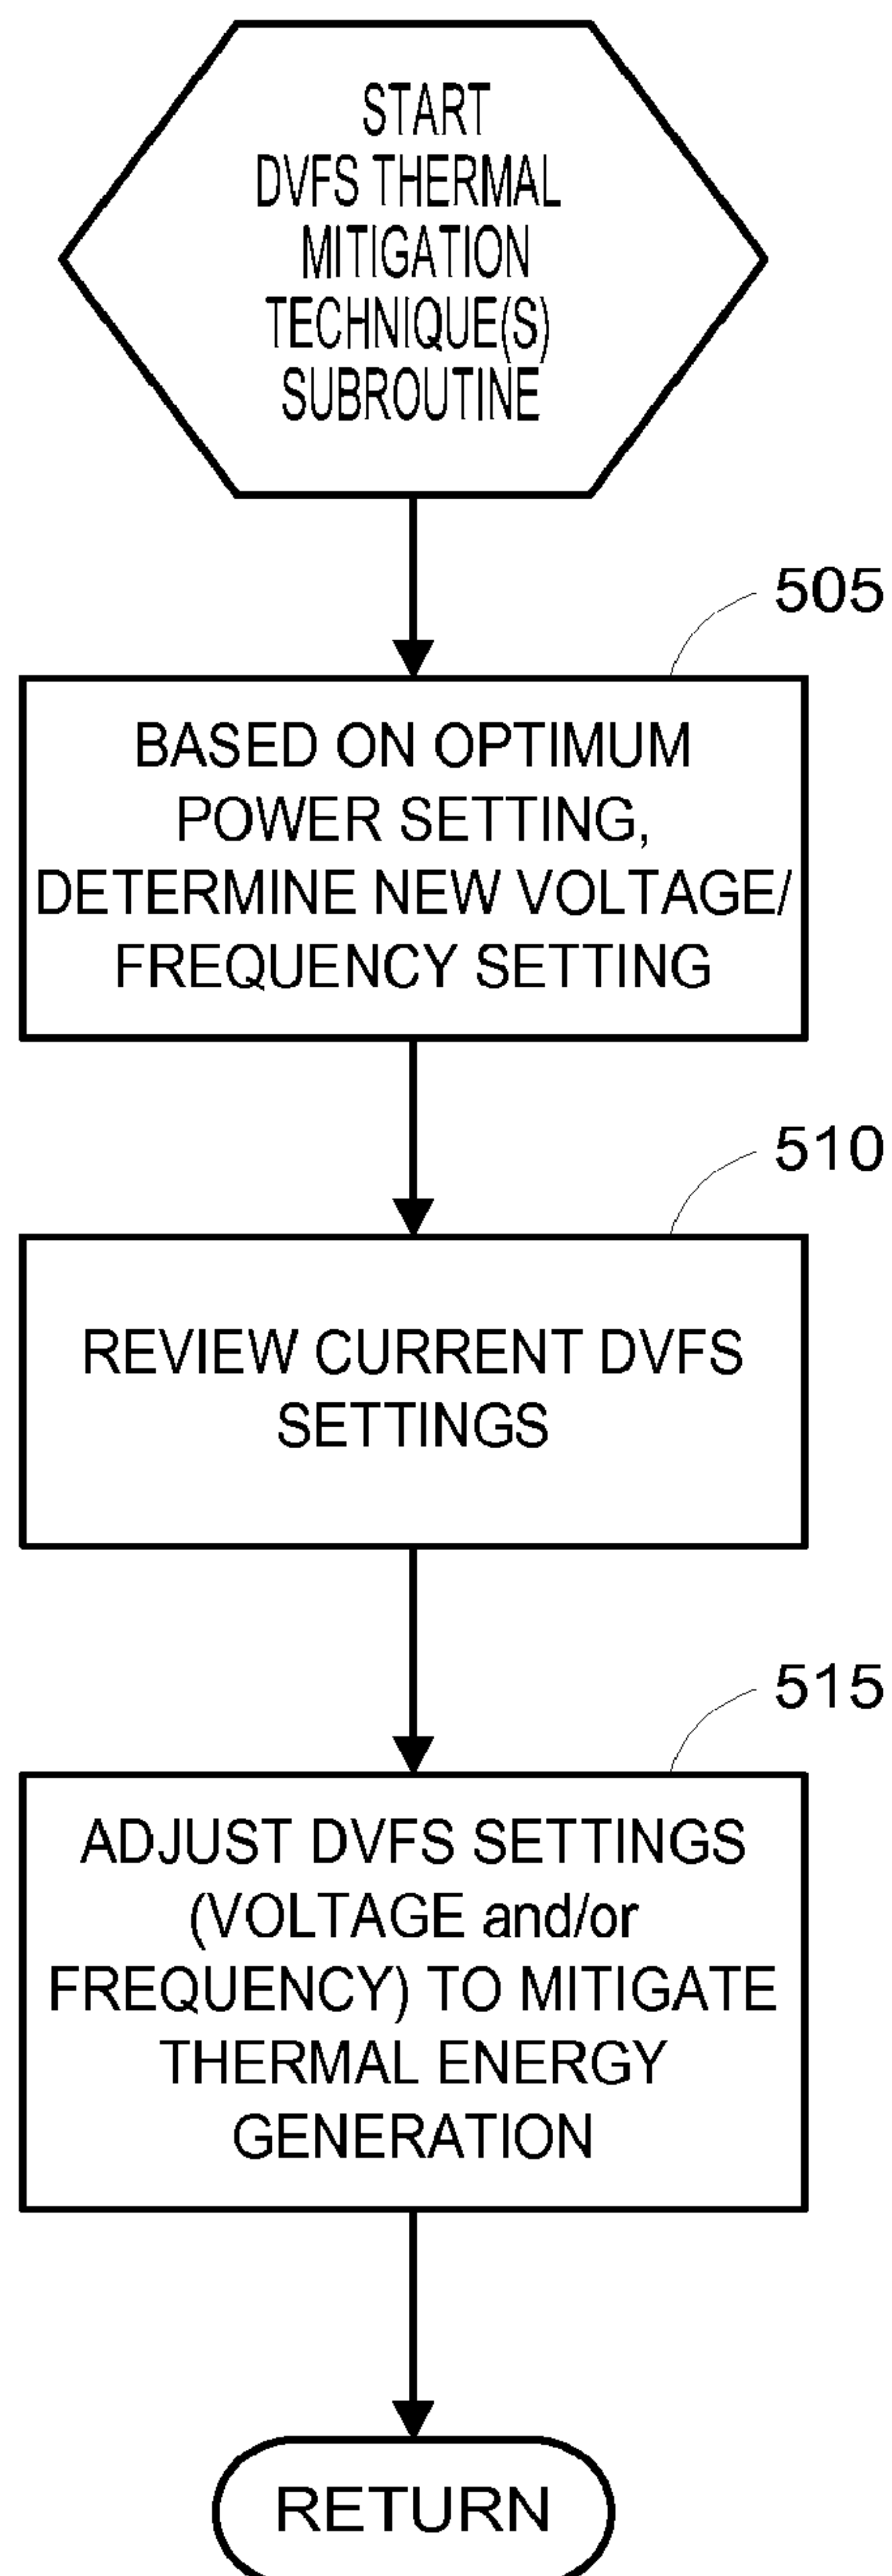 START
DVFS THERMAL
MITIGATION
TECHNIQUE(S)
SUBROUTINE
505
BASED ON OPTIMUM
POWER SETTING,
DETERMINE NEW VOLTAGE/
FREQUENCY SETTING
510
REVIEW CURRENT DVFS
SETTINGS
515
ADJUST DVFS SETTINGS
(VOLTAGE and/or
FREQUENCY) TO MITIGATE
THERMAL ENERGY
GENERATION
RETURN